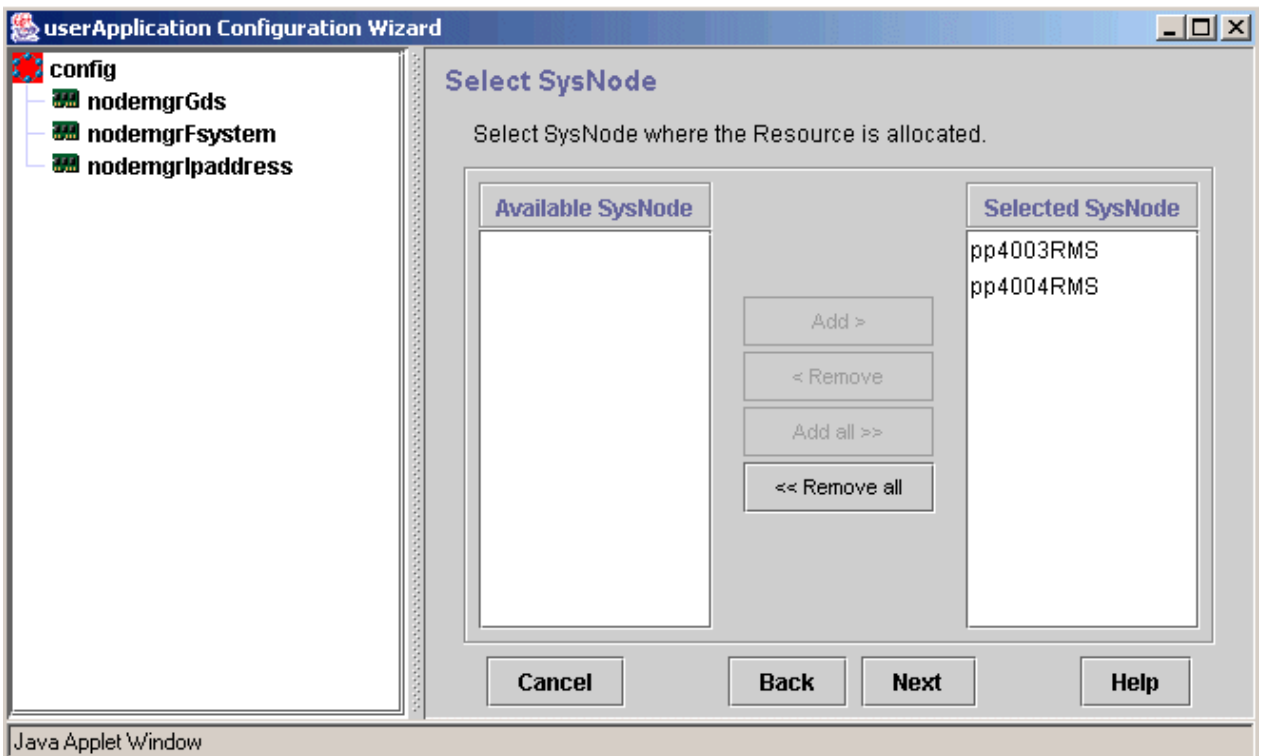 userApplication Configuration Wizard
config
nodemgrGds
nodemgrFsystem
nodemgrIpaddress
Select SysNode
Select SysNode where the Resource is allocated.
Available SysNode
Selected SysNode
pp4003RMS
pp4004RMS
Add >
< Remove
Add all >>
<< Remove all
Cancel
Back
Next
Help
Java Applet Window